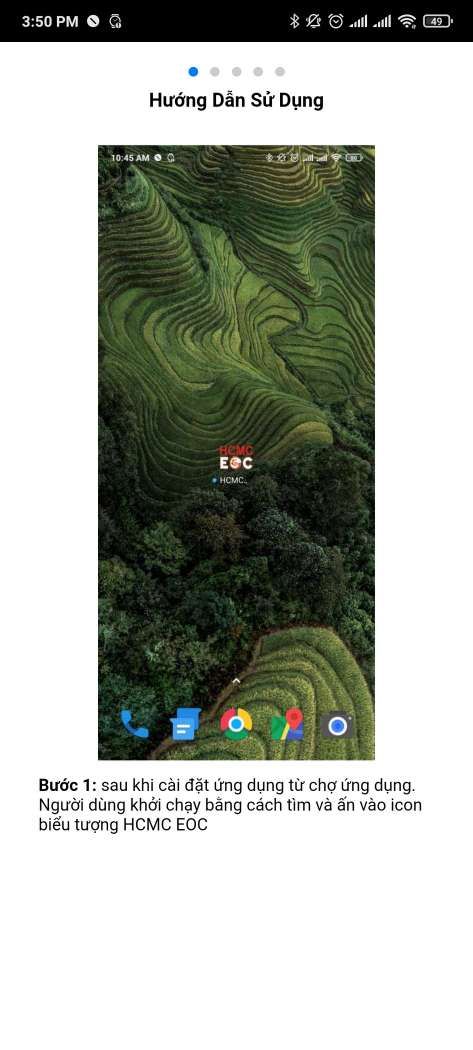 3:50 PM
49
Hướng Dẫn Sử Dụng
10:45 AM
HCMC
EOC
HCMC..
Bước 1: sau khi cài đặt ứng dụng từ chợ ứng dụng.
Người dùng khởi chạy bằng cách tìm và ấn vào icon
biểu tượng HCMC EOC